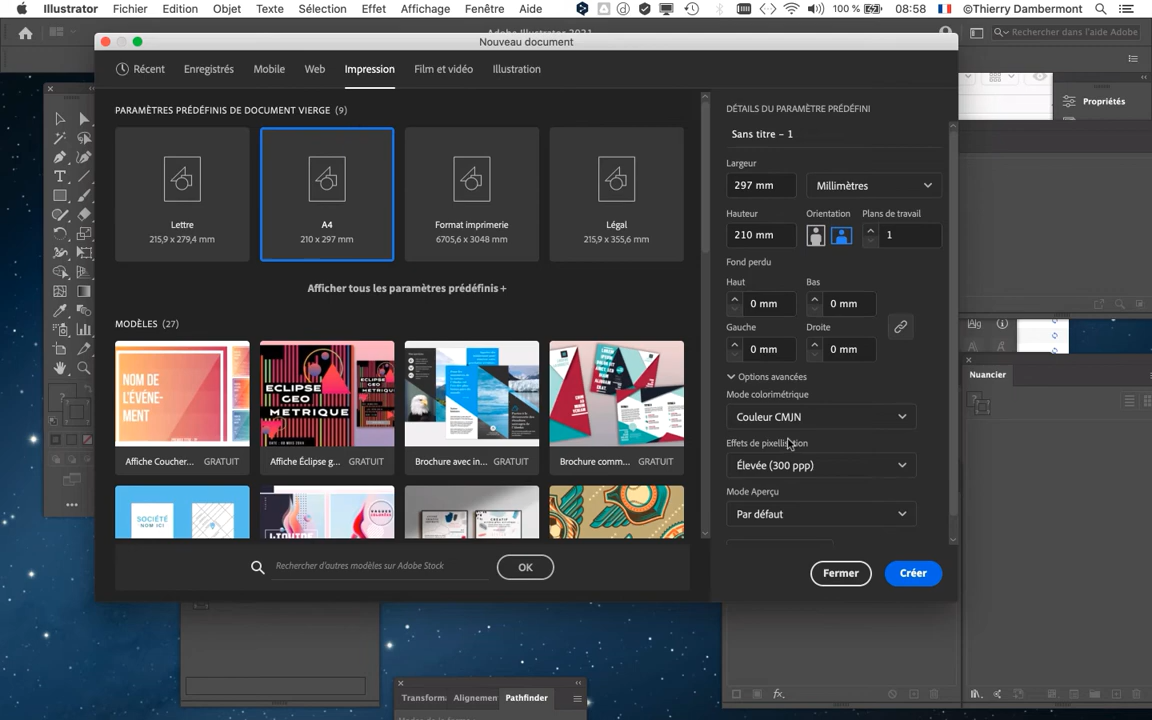 Illustrator Fichier Edition Objet Texte Sélection Effet Affichage Fenêtre Aide 100 % 08:58 ©Thierry Dambermont
Nouveau document
Rechercher dans l'aide Adobe
Récent Enregistrés Mobile Web Impression Film et vidéo Illustration
Propriétés
PARAMÈTRES PRÉDÉFINIS DE DOCUMENT VIERGE (9)
Lettre
215,9 x 279,4 mm
A4
210 x 297 mm
Format imprimerie
6705,6 x 3048 mm
Légal
215,9 x 355,6 mm
Afficher tous les paramètres prédéfinis +
MODÈLES (27)
NOM DE
L'ÉVÉNE-
MENT
ECLIPSE
GEO
METRIQUE
Affiche Coucher... GRATUIT
Affiche Éclipse g... GRATUIT
Brochure avec in... GRATUIT
Brochure comm... GRATUIT
SOCIÉTÉ
NOM ICI
Rechercher d'autres modèles sur Adobe Stock
OK
DÉTAILS DU PARAMÈTRE PRÉDÉFINI
Sans titre – 1
Largeur
297 mm Millimètres
Hauteur Orientation Plans de travail
210 mm 1
Fond perdu
Haut Bas
0 mm 0 mm
Gauche Droite
0 mm 0 mm
Options avancées
Mode colorimétrique
Couleur CMJN
Effets de pixellisation
Élevée (300 ppp)
Mode Aperçu
Par défaut
Fermer Créer
Nuancier
fx
Transform Alignemen Pathfinder